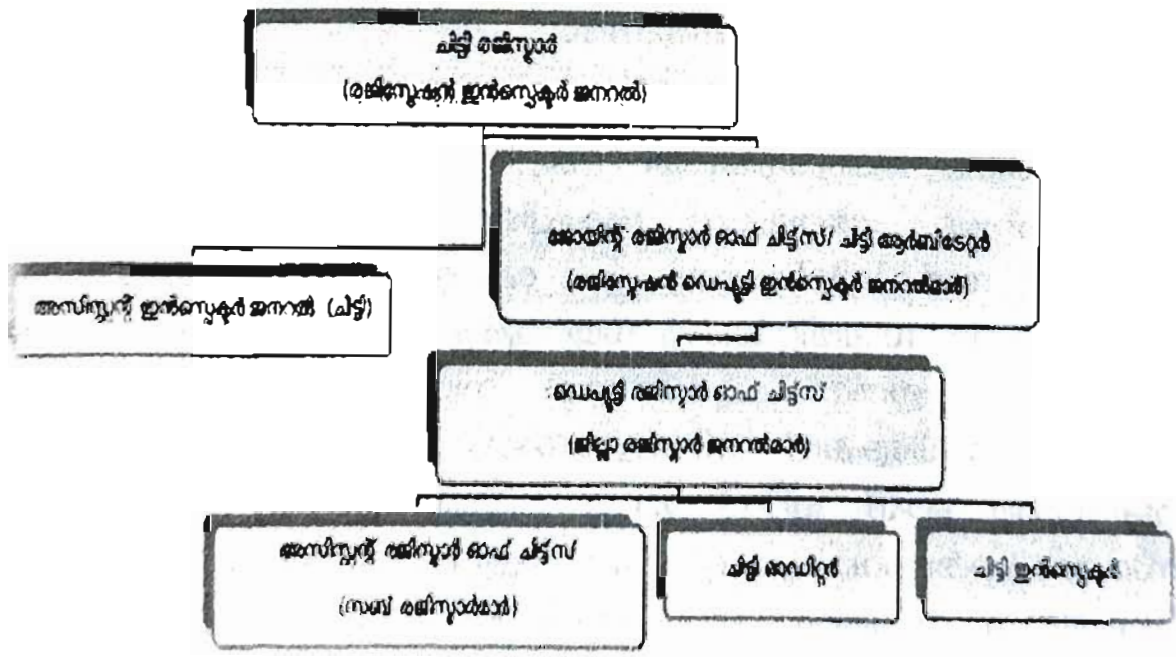 ചിട്ടി രജിസ്ട്രാർ
(രജിസ്ട്രേഷൻ ഇൻസ്പെക്ടർ ജനറൽ)
ജോയിന്റ് രജിസ്ട്രാർ ഓഫ് ചിട്ട്സ്/ ചിട്ടി ആർബിട്രേറ്റർ
(രജിസ്ട്രേഷൻ ഡെപ്യൂട്ടി ഇൻസ്പെക്ടർ ജനറൽമാർ)
അസിസ്റ്റന്റ് ഇൻസ്പെക്ടർ ജനറൽ (ചിട്ടി)
ഡെപ്യൂട്ടി രജിസ്ട്രാർ ഓഫ് ചിട്ട്സ്
(ജില്ലാ രജിസ്ട്രാർ ജനറൽമാർ)
അസിസ്റ്റന്റ് രജിസ്ട്രാർ ഓഫ് ചിട്ട്സ്
(സബ് രജിസ്ട്രാർമാർ)
ചിട്ടി ഓഡിറ്റർ
ചിട്ടി ഇൻസ്പെക്ടർ